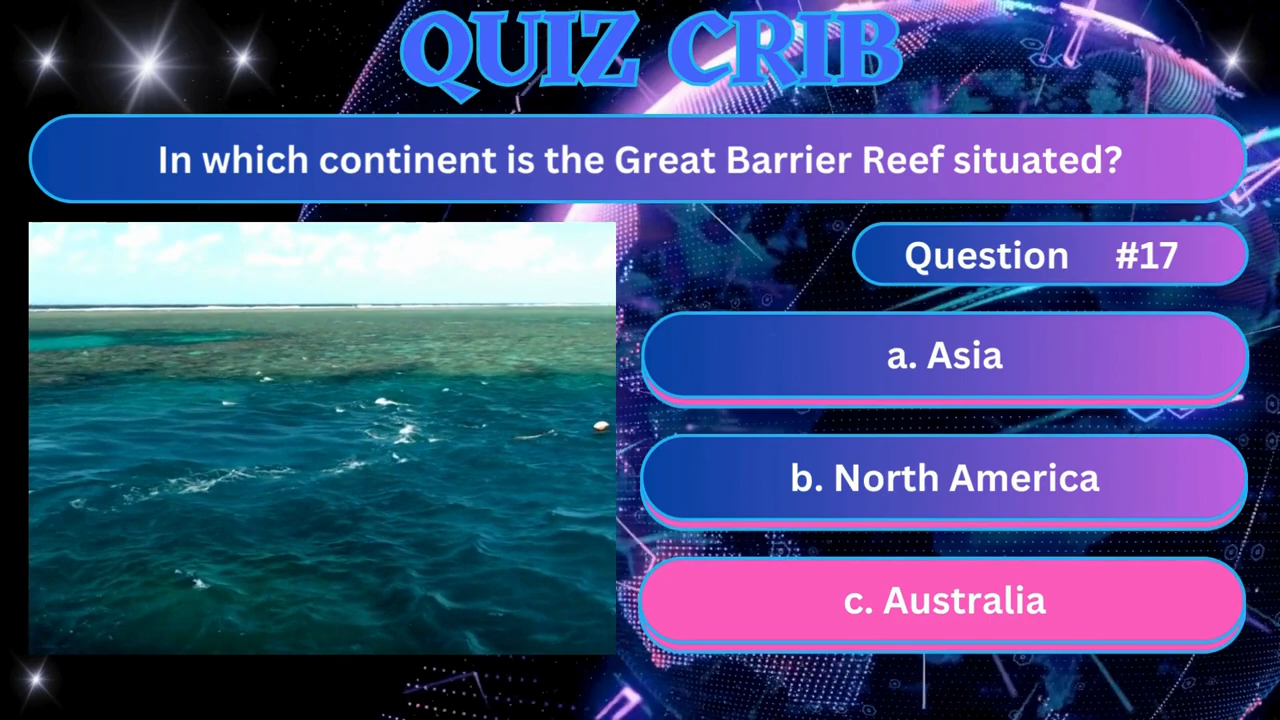 QUIZ CRIB
In which continent is the Great Barrier Reef situated?
Question #17
a. Asia
b. North America
c. Australia